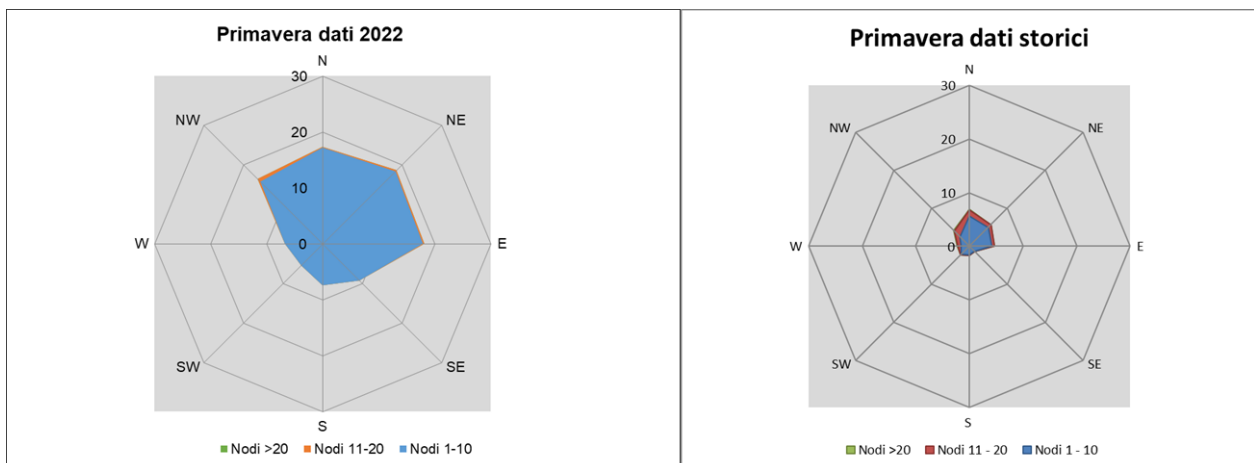 Primavera dati 2022
N
30
NW
NE
20
10
W
0
E
SW
SE
S
Nodi >20 Nodi 11-20 Nodi 1-10
Primavera dati storici
N
30
NW
NE
20
10
W
0
E
SW
SE
S
Nodi >20 Nodi 11 - 20 Nodi 1 - 10